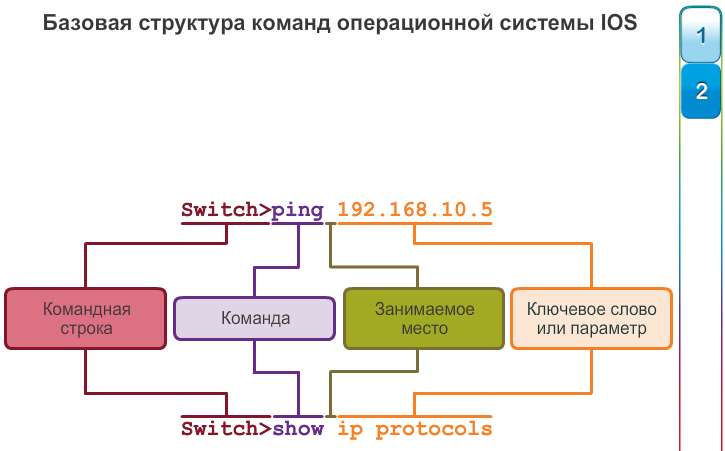 Базовая структура команд операционной системы IOS
1
2
Switch>ping 192.168.10.5
Командная
строка
Команда
Занимаемое
место
Ключевое слово
или параметр
Switch>show ip protocols